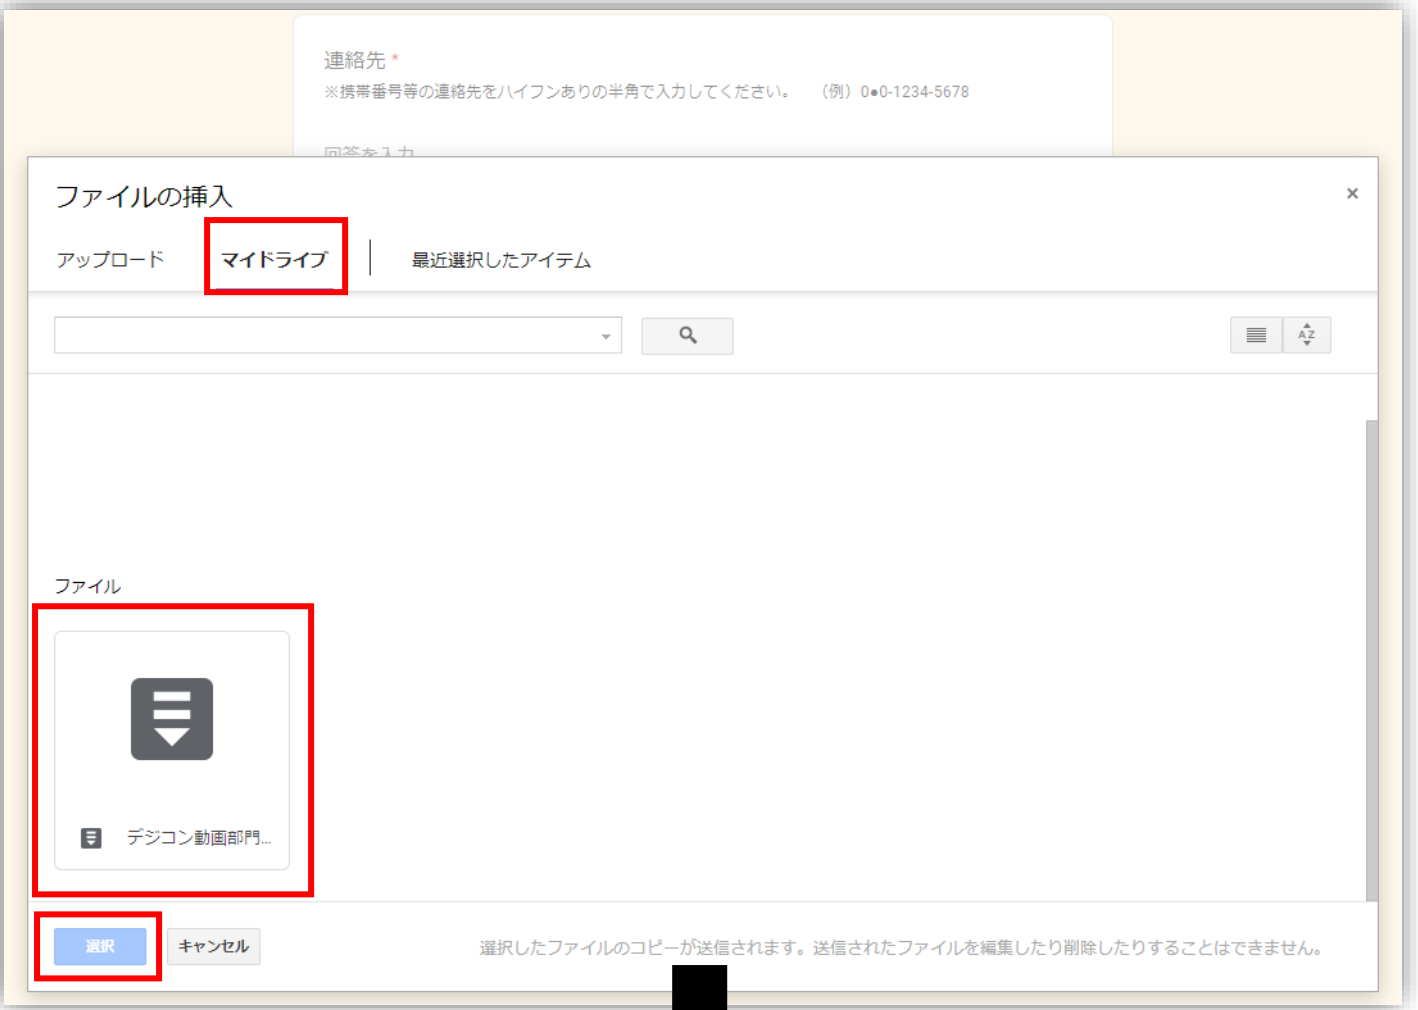 連絡先 *
※携帯番号等の連絡先をハイフンありの半角で入力してください。 （例）0●0-1234-5678
回答を入力
ファイルの挿入
×
アップロード マイドライブ 最近選択したアイテム
AZ
ファイル
デジコン動画部門...
選択 キャンセル 選択したファイルのコピーが送信されます。送信されたファイルを編集したり削除したりすることはできません。